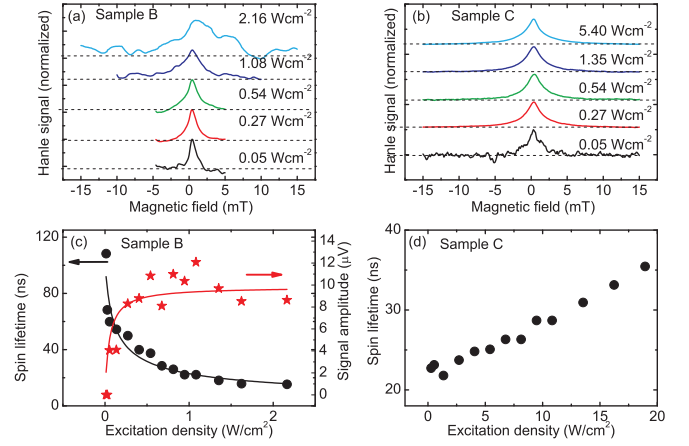 (a)
Sample B
2.16 Wcm-2
1.08 Wcm-2
0.54 Wcm-2
0.27 Wcm-2
0.05 Wcm-2
Hanle signal (normalized)
-15 -10 -5 0 5 10 15
Magnetic field (mT)
(b)
Sample C
5.40 Wcm-2
1.35 Wcm-2
0.54 Wcm-2
0.27 Wcm-2
0.05 Wcm-2
Hanle signal (normalized)
-15 -10 -5 0 5 10 15
Magnetic field (mT)
(c)
Sample B
120
90
60
30
0
Spin lifetime (ns)
14
12
10
8
6
4
2
0
Signal amplitude (μV)
0 1 2
Excitation density (W/cm2)
(d)
Sample C
40
35
30
25
20
Spin lifetime (ns)
0 5 10 15 20
Excitation density (W/cm2)